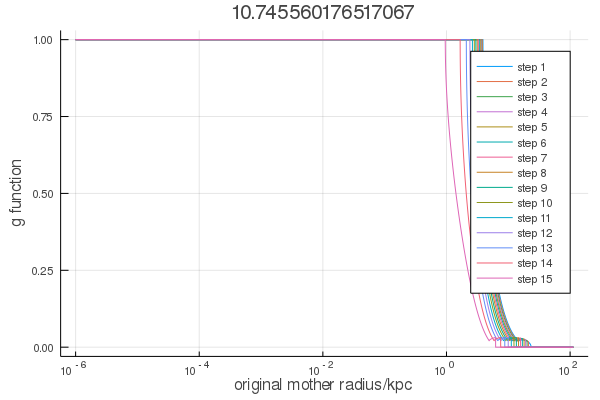 10.745560176517067
g function
1.00
0.75
0.50
0.25
0.00
step 1
step 2
step 3
step 4
step 5
step 6
step 7
step 8
step 9
step 10
step 11
step 12
step 13
step 14
step 15
10^-6 10^-4 10^-2 10^0 10^2
original mother radius/kpc